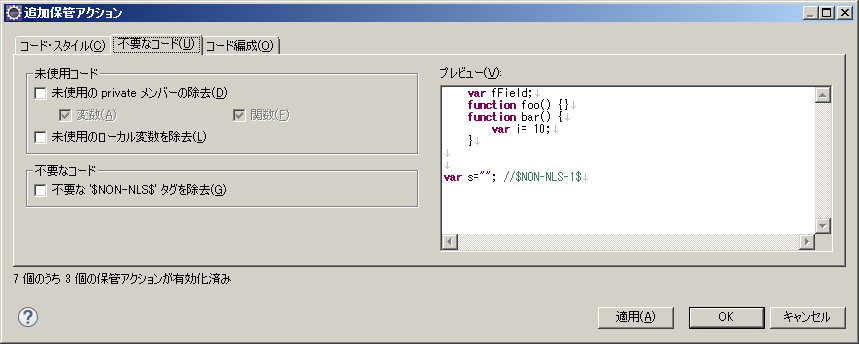 追加保管アクション
コード・スタイル(C) 不要なコード(U) コード編成(O)
未使用コード
未使用の private メンバーの除去(D)
変数(A) 関数(F)
未使用のローカル変数を除去(L)
不要なコード
不要な '$NON-NLS$' タグを除去(G)
プレビュー(V):
var fField;↓
function foo() {}↓
function bar() {↓
var i= 10;↓
}↓
↓
↓
var s=""; //$NON-NLS-1$↓
7 個のうち 3 個の保管アクションが有効化済み
?
適用(A) OK キャンセル